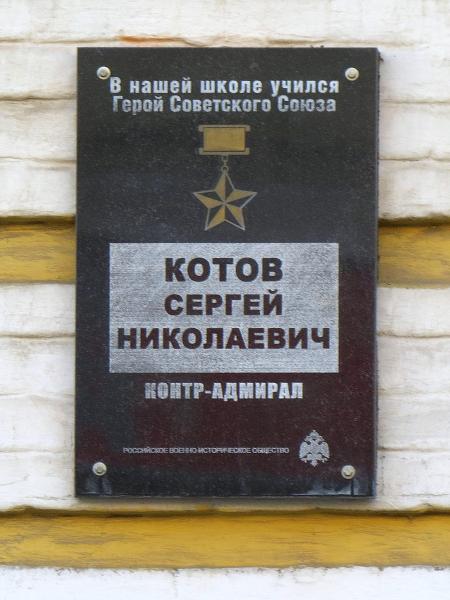 В нашей школе учился
Герой Советского Союза
КОТОВ
СЕРГЕЙ
НИКОЛАЕВИЧ
КОНТР-АДМИРАЛ
РОССИЙСКОЕ ВОЕННО-ИСТОРИЧЕСКОЕ ОБЩЕСТВО